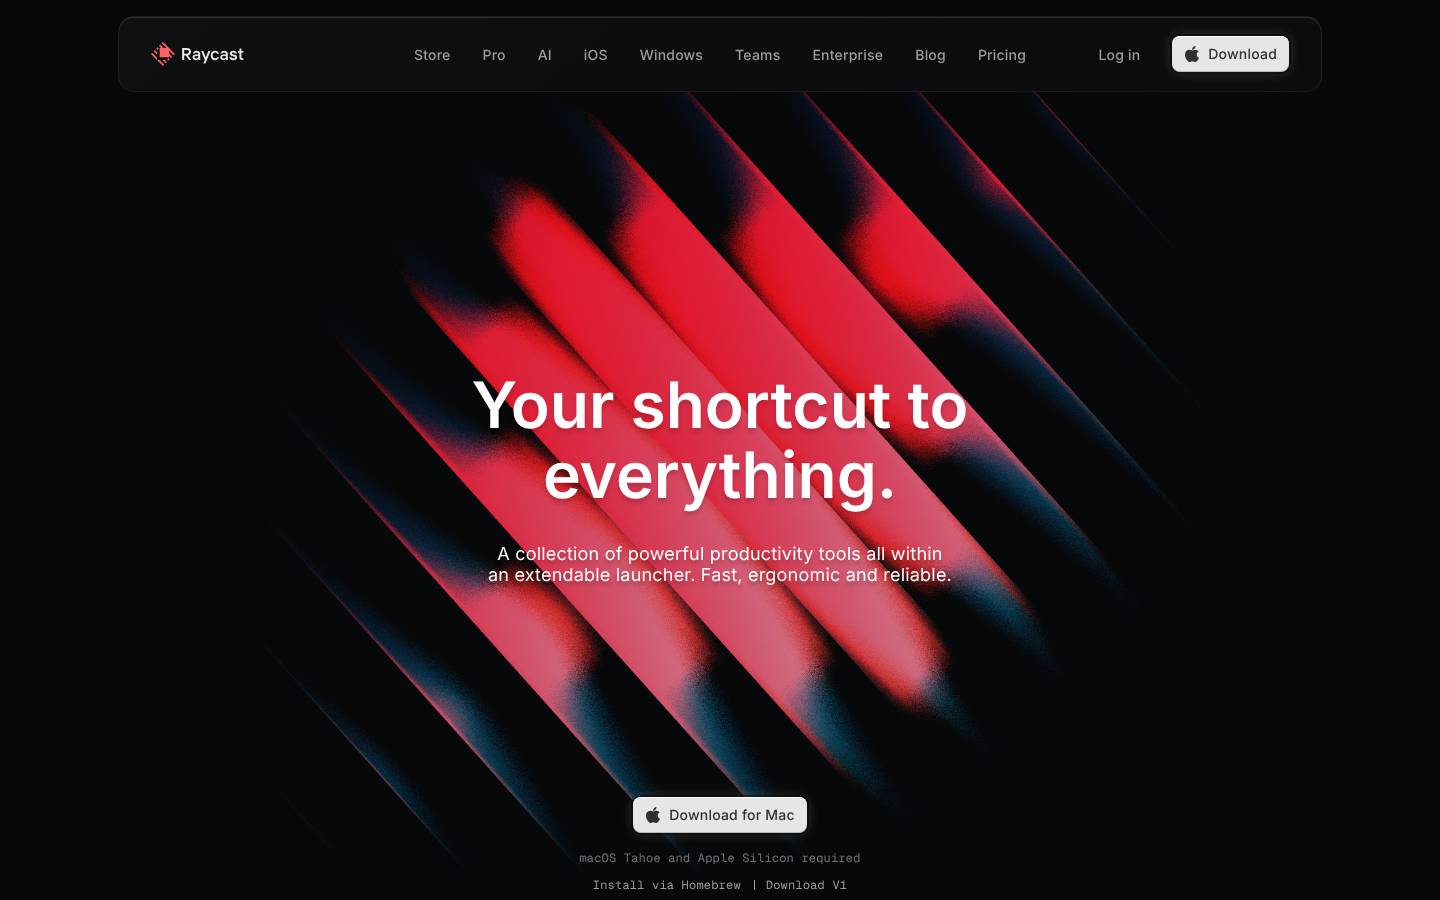 Raycast
Store
Pro
AI
iOS
Windows
Teams
Enterprise
Blog
Pricing
Log in
Download
Your shortcut to
everything.
A collection of powerful productivity tools all within
an extendable launcher. Fast, ergonomic and reliable.
Download for Mac
macOS Tahoe and Apple Silicon required
Install via Homebrew | Download V1